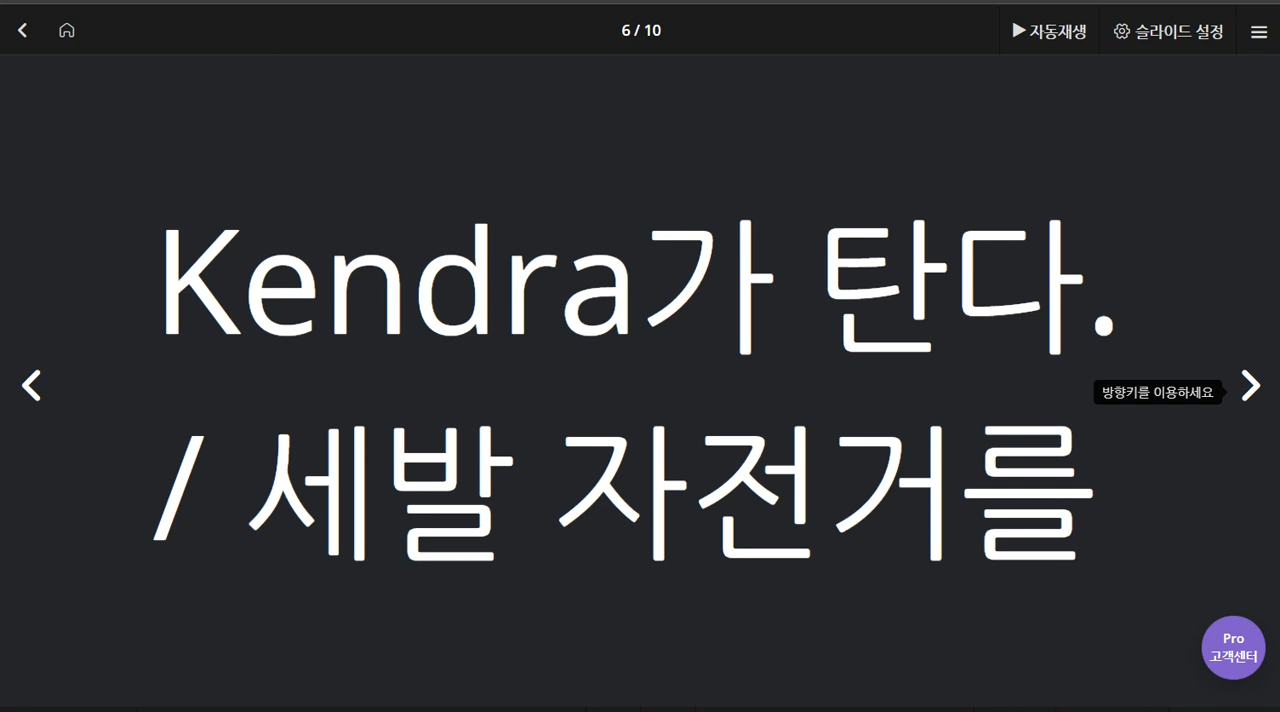 6 / 10
▶ 자동재생
슬라이드 설정
Kendra가 탄다.
방향키를 이용하세요
/ 세발 자전거를
Pro
고객센터